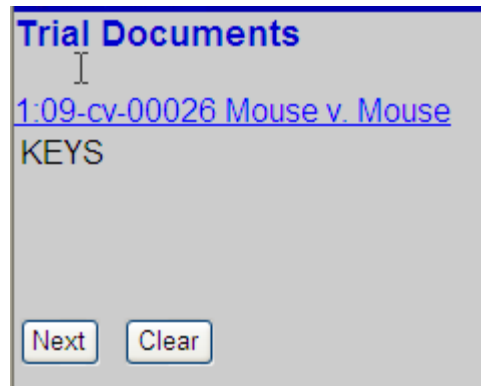 Trial Documents
1:09-cv-00026 Mouse v. Mouse
KEYS
Next Clear